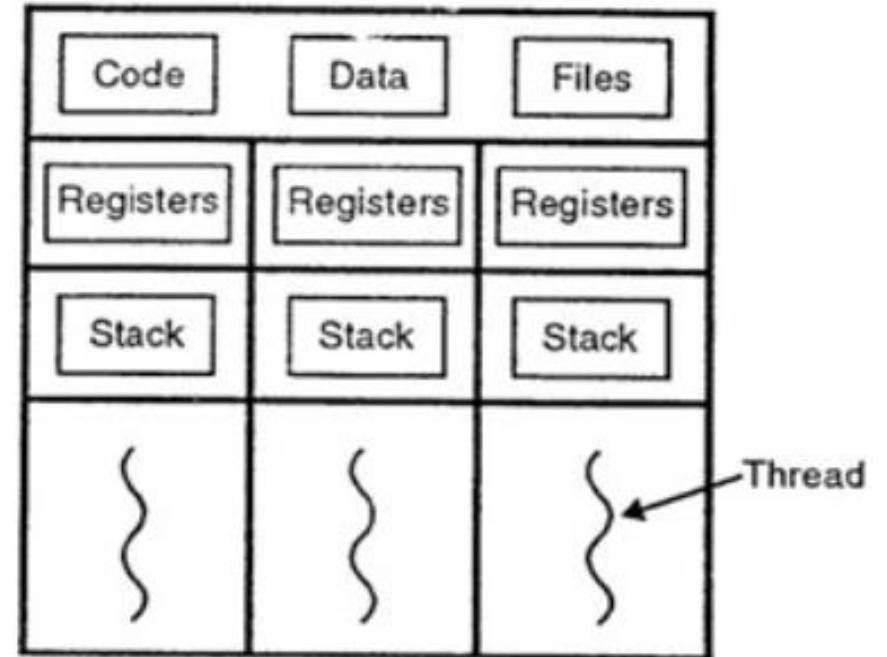 Code Data Files
Registers Registers Registers
Stack Stack Stack
Thread